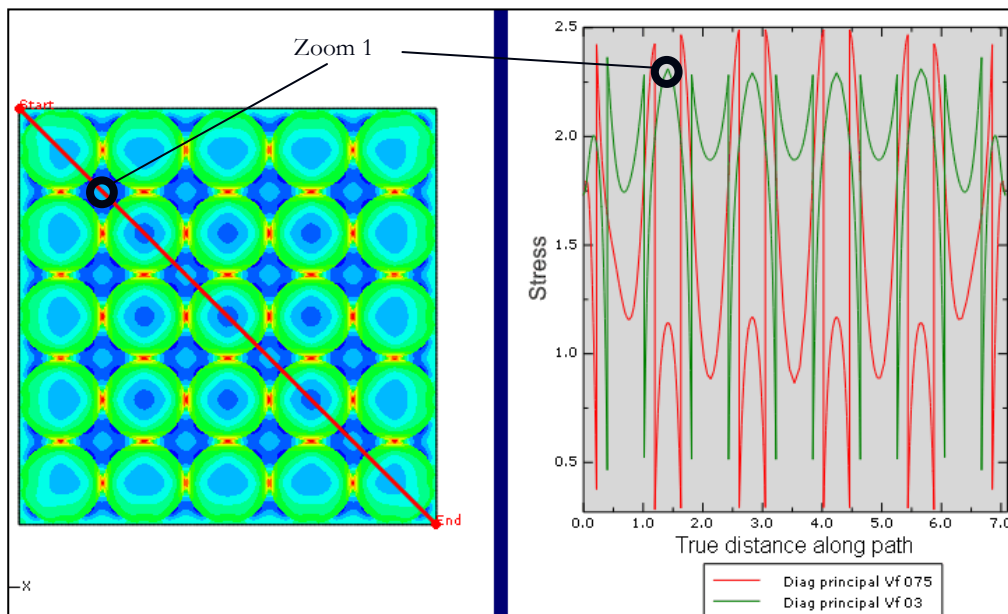 Zoom 1
Start
End
X
Stress
2.5
2.0
1.5
1.0
0.5
0.0 1.0 2.0 3.0 4.0 5.0 6.0 7.0
True distance along path
Diag principal Vf 075
Diag principal Vf 03